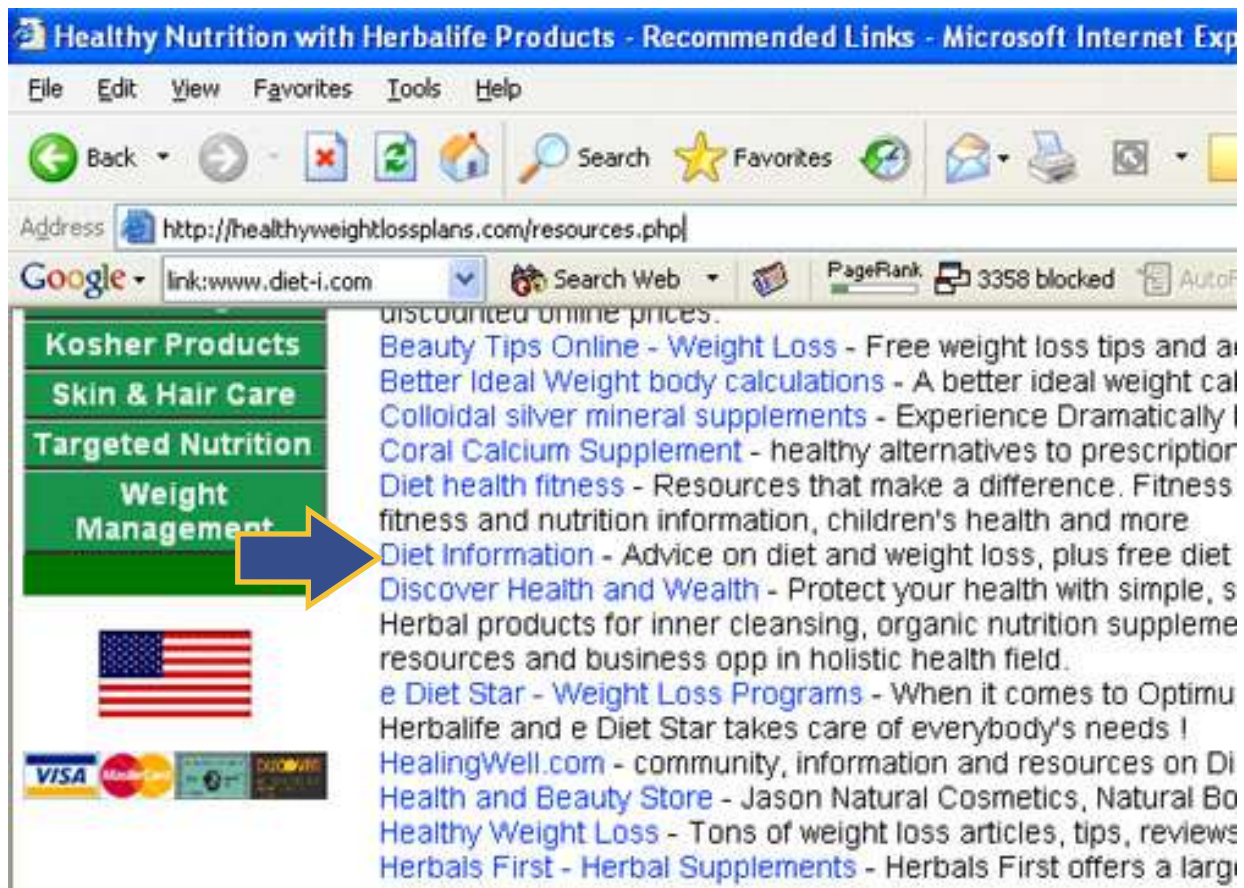 Healthy Nutrition with Herbalife Products - Recommended Links - Microsoft Internet Exp
File Edit View Favorites Tools Help
Back Search Favorites
Address http://healthyweightlossplans.com/resources.php
Google link:www.diet-i.com Search Web PageRank 3358 blocked AutoF
discounted online prices.
Kosher Products
Skin & Hair Care
Targeted Nutrition
Weight
Management
Beauty Tips Online - Weight Loss - Free weight loss tips and a
Better Ideal Weight body calculations - A better ideal weight cal
Colloidal silver mineral supplements - Experience Dramatically
Coral Calcium Supplement - healthy alternatives to prescription
Diet health fitness - Resources that make a difference. Fitness
fitness and nutrition information, children's health and more
Diet Information - Advice on diet and weight loss, plus free diet
Discover Health and Wealth - Protect your health with simple, s
Herbal products for inner cleansing, organic nutrition suppleme
resources and business opp in holistic health field.
e Diet Star - Weight Loss Programs - When it comes to Optimu
Herbalife and e Diet Star takes care of everybody's needs !
HealingWell.com - community, information and resources on Di
Health and Beauty Store - Jason Natural Cosmetics, Natural Bo
Healthy Weight Loss - Tons of weight loss articles, tips, reviews
Herbals First - Herbal Supplements - Herbals First offers a large
VISA MasterCard DISCOVER